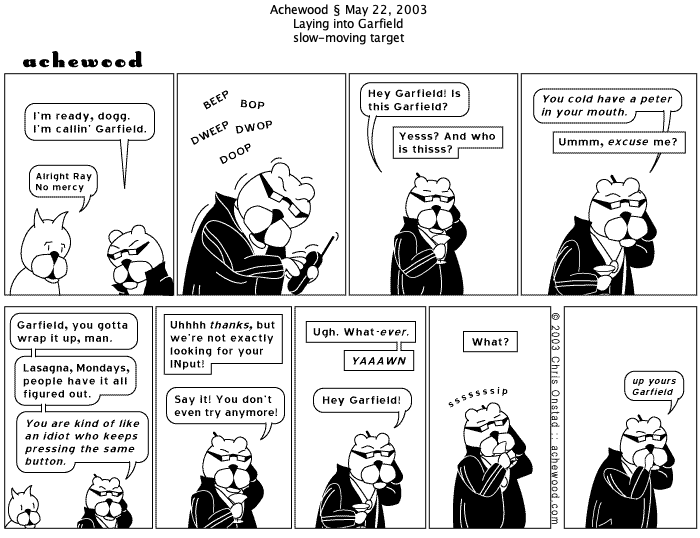 Achewood § May 22, 2003
Laying into Garfield
slow-moving target
achewood
I'm ready, dogg.
I'm callin' Garfield.
Alright Ray
No mercy
BEEP
BOP
DWEEP
DWOP
DOOP
Hey Garfield! Is
this Garfield?
Yesss? And who
is thisss?
You cold have a peter
in your mouth.
Ummm, excuse me?
Garfield, you gotta
wrap it up, man.
Lasagna, Mondays,
people have it all
figured out.
You are kind of like
an idiot who keeps
pressing the same
button.
Uhhhh thanks, but
we're not exactly
looking for your
INput!
Say it! You don't
even try anymore!
Ugh. What-ever.
YAAAWN
Hey Garfield!
What?
sssssssip
© 2003 Chris Onstad :: achewood.com
up yours
Garfield